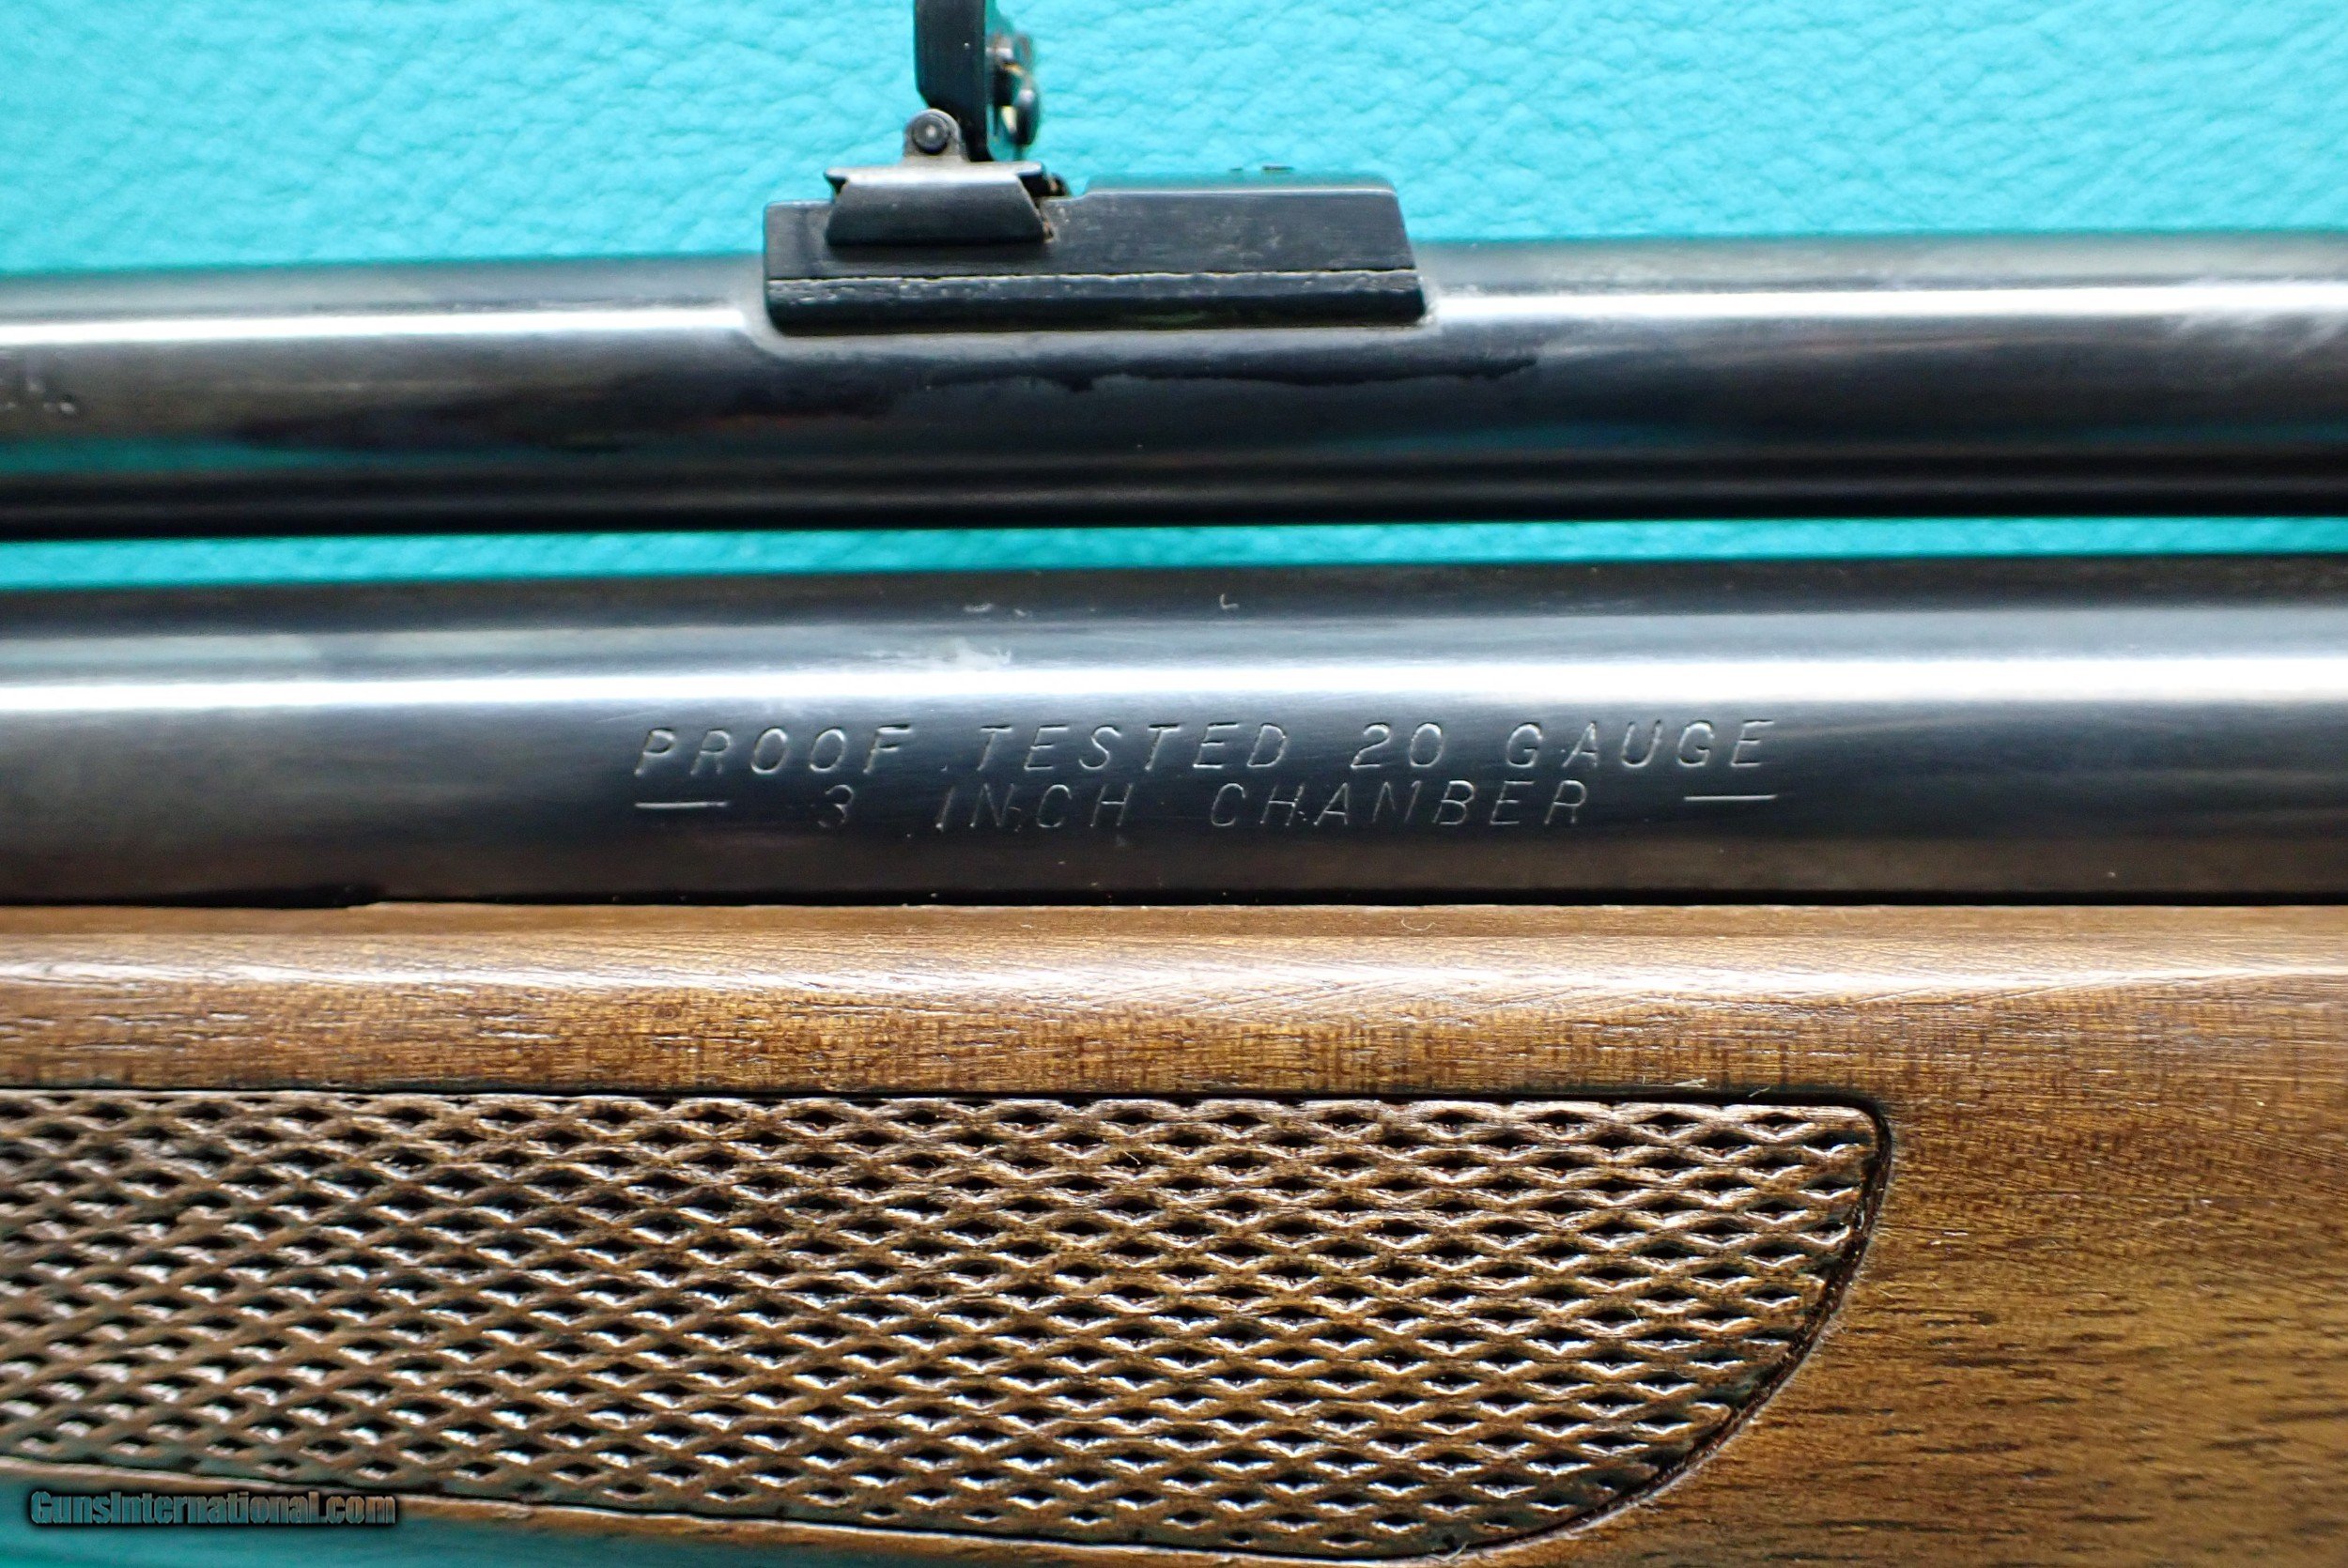 PROOF TESTED 20 GAUGE
— 3 INCH CHAMBER —
GunsInternational.com